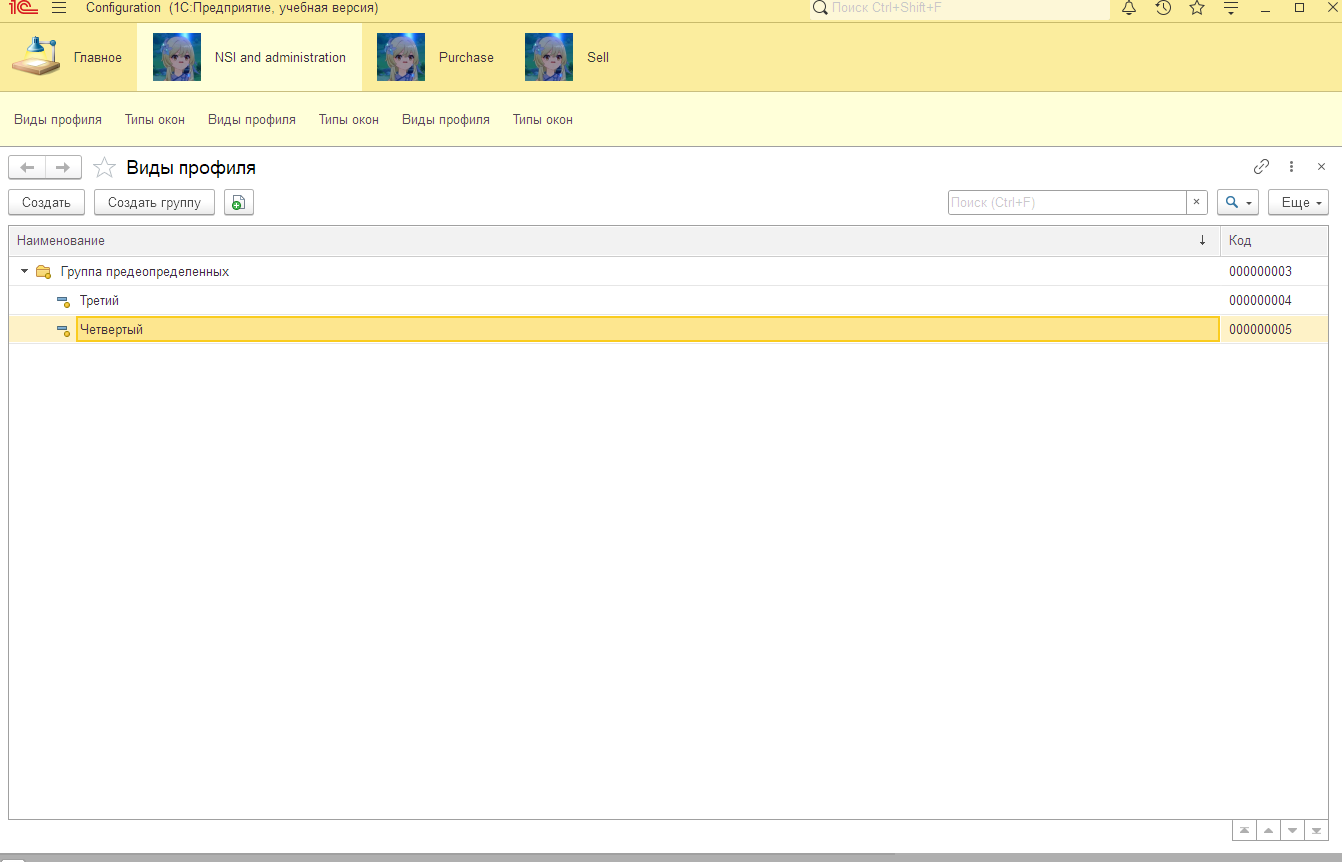 1С Configuration (1С:Предприятие, учебная версия) Поиск Ctrl+Shift+F
Главное NSI and administration Purchase Sell
Виды профиля Типы окон Виды профиля Типы окон Виды профиля Типы окон
Виды профиля
Создать Создать группу Поиск (Ctrl+F) × Еще
Наименование ↓ Код
Группа предеопределенных 000000003
Третий 000000004
Четвертый 000000005